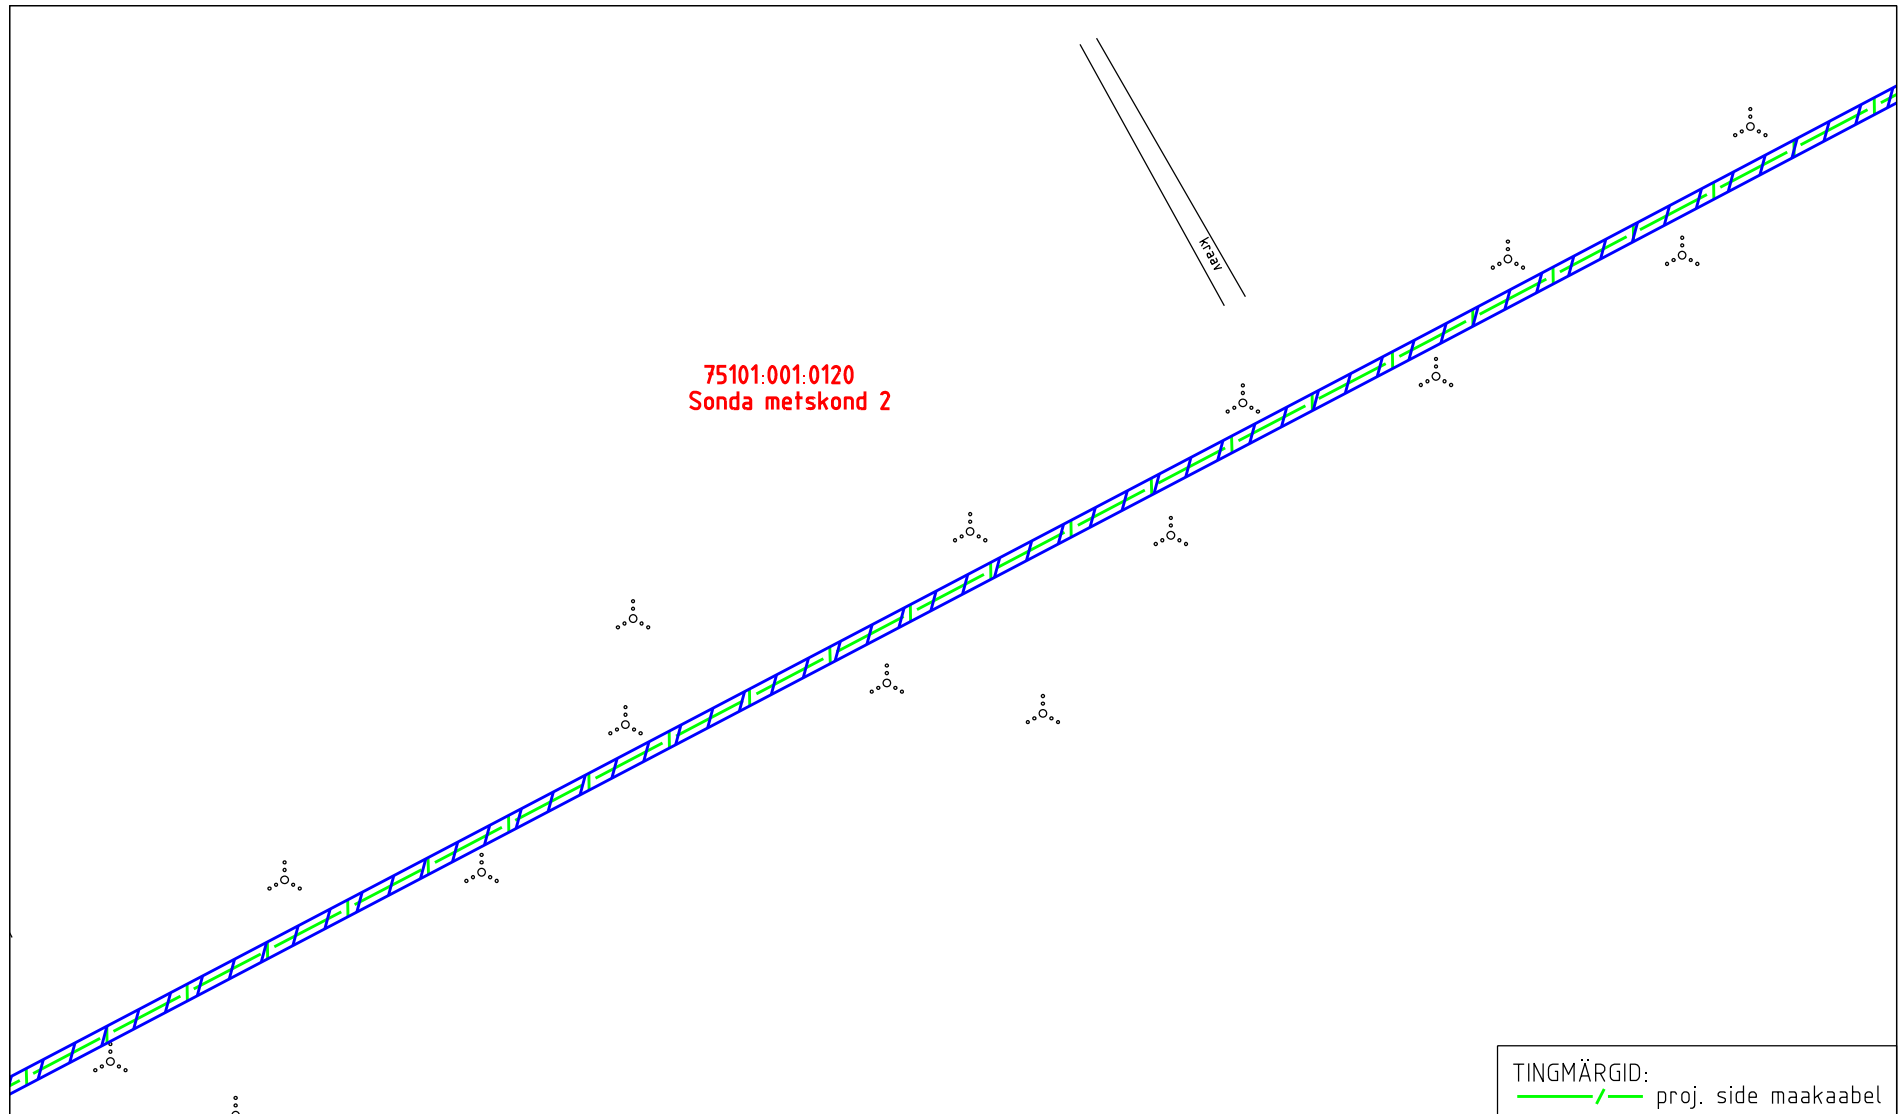 kraav
75101:001:0120
Sonda metskond 2
TINGMÄRGID:
proj. side maakaabel